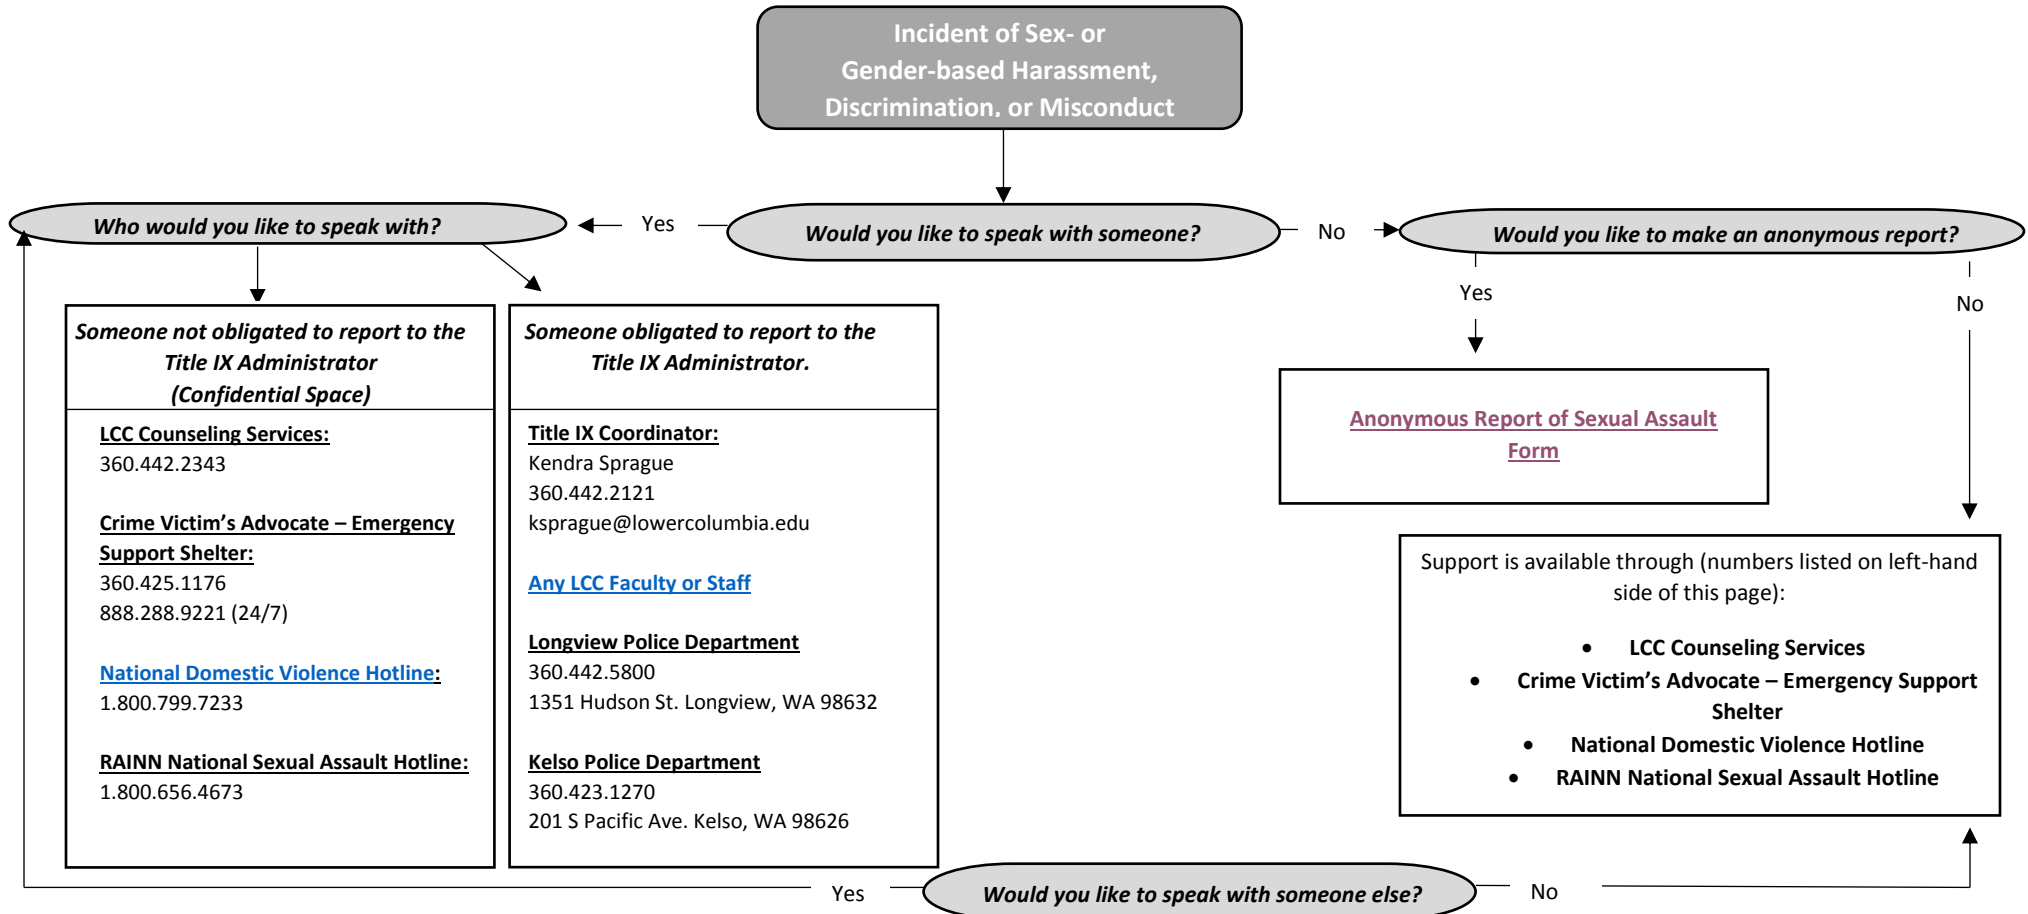 Incident of Sex- or
Gender-based Harassment,
Discrimination, or Misconduct
Who would you like to speak with?
Yes
Would you like to speak with someone?
No
Would you like to make an anonymous report?
Yes
No
Someone not obligated to report to the
Title IX Administrator
(Confidential Space)
LCC Counseling Services:
360.442.2343
Crime Victim’s Advocate – Emergency
Support Shelter:
360.425.1176
888.288.9221 (24/7)
National Domestic Violence Hotline:
1.800.799.7233
RAINN National Sexual Assault Hotline:
1.800.656.4673
Someone obligated to report to the
Title IX Administrator.
Title IX Coordinator:
Kendra Sprague
360.442.2121
ksprague@lowercolumbia.edu
Any LCC Faculty or Staff
Longview Police Department
360.442.5800
1351 Hudson St. Longview, WA 98632
Kelso Police Department
360.423.1270
201 S Pacific Ave. Kelso, WA 98626
Anonymous Report of Sexual Assault
Form
Support is available through (numbers listed on left-hand
side of this page):
• LCC Counseling Services
• Crime Victim’s Advocate – Emergency Support
Shelter
• National Domestic Violence Hotline
• RAINN National Sexual Assault Hotline
Yes
Would you like to speak with someone else?
No